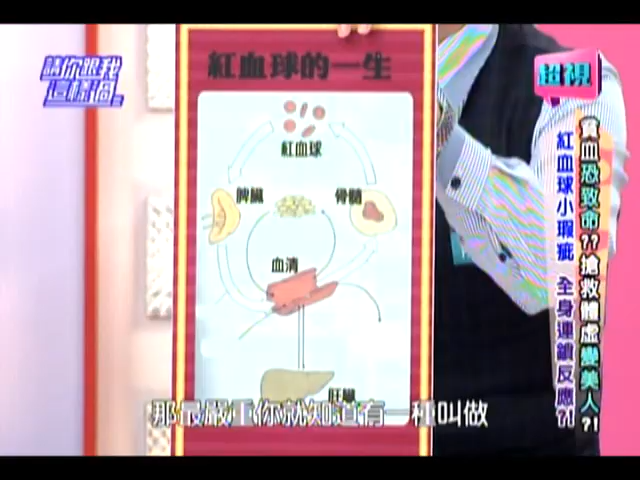 請你跟我
這樣過
超視
貧血恐致命??搶救體虛變美人?!
紅血球小瑕疵 全身連鎖反應?!
紅血球的一生
紅血球
脾臟
骨髓
血清
肝臟
那最嚴重你就知道有一種叫做